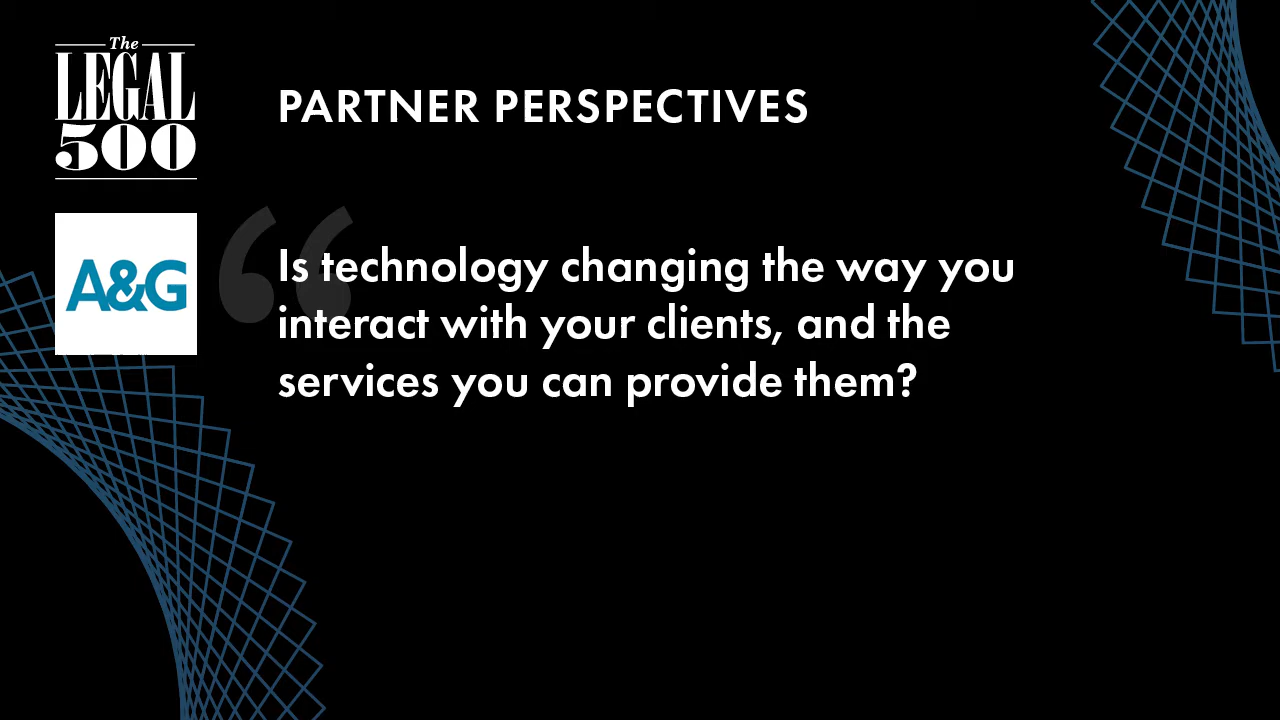 The
LEGAL
500
PARTNER PERSPECTIVES
A&G
Is technology changing the way you
interact with your clients, and the
services you can provide them?